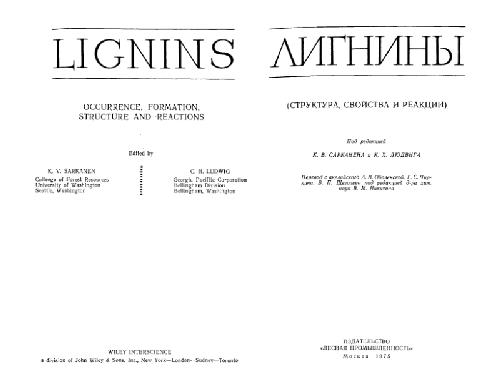 LIGNINS
OCCURRENCE, FORMATION,
STRUCTURE AND REACTIONS
Edited by
K. V. SARKANEN
College of Forest Resources
University of Washington
Seattle, Washington
C. H. LUDWIG
Georgia Pacific Corporation
Bellingham Division
Bellingham, Washington
WILEY INTERSCIENCE
a division of John Wiley & Sons, Inc., New York—London—Sydney—Toronto
ЛИГНИНЫ
(СТРУКТУРА, СВОЙСТВА И РЕАКЦИИ)
Под редакцией
К. В. САРКАНЕНА и К. Х. ЛЮДВИГА
Перевод с английского А. В. Оболенской, Г. С.
под редакцией д-ра хим.
наук В. М. Никитина
ИЗДАТЕЛЬСТВО
«ЛЕСНАЯ ПРОМЫШЛЕННОСТЬ»
Москва 1975